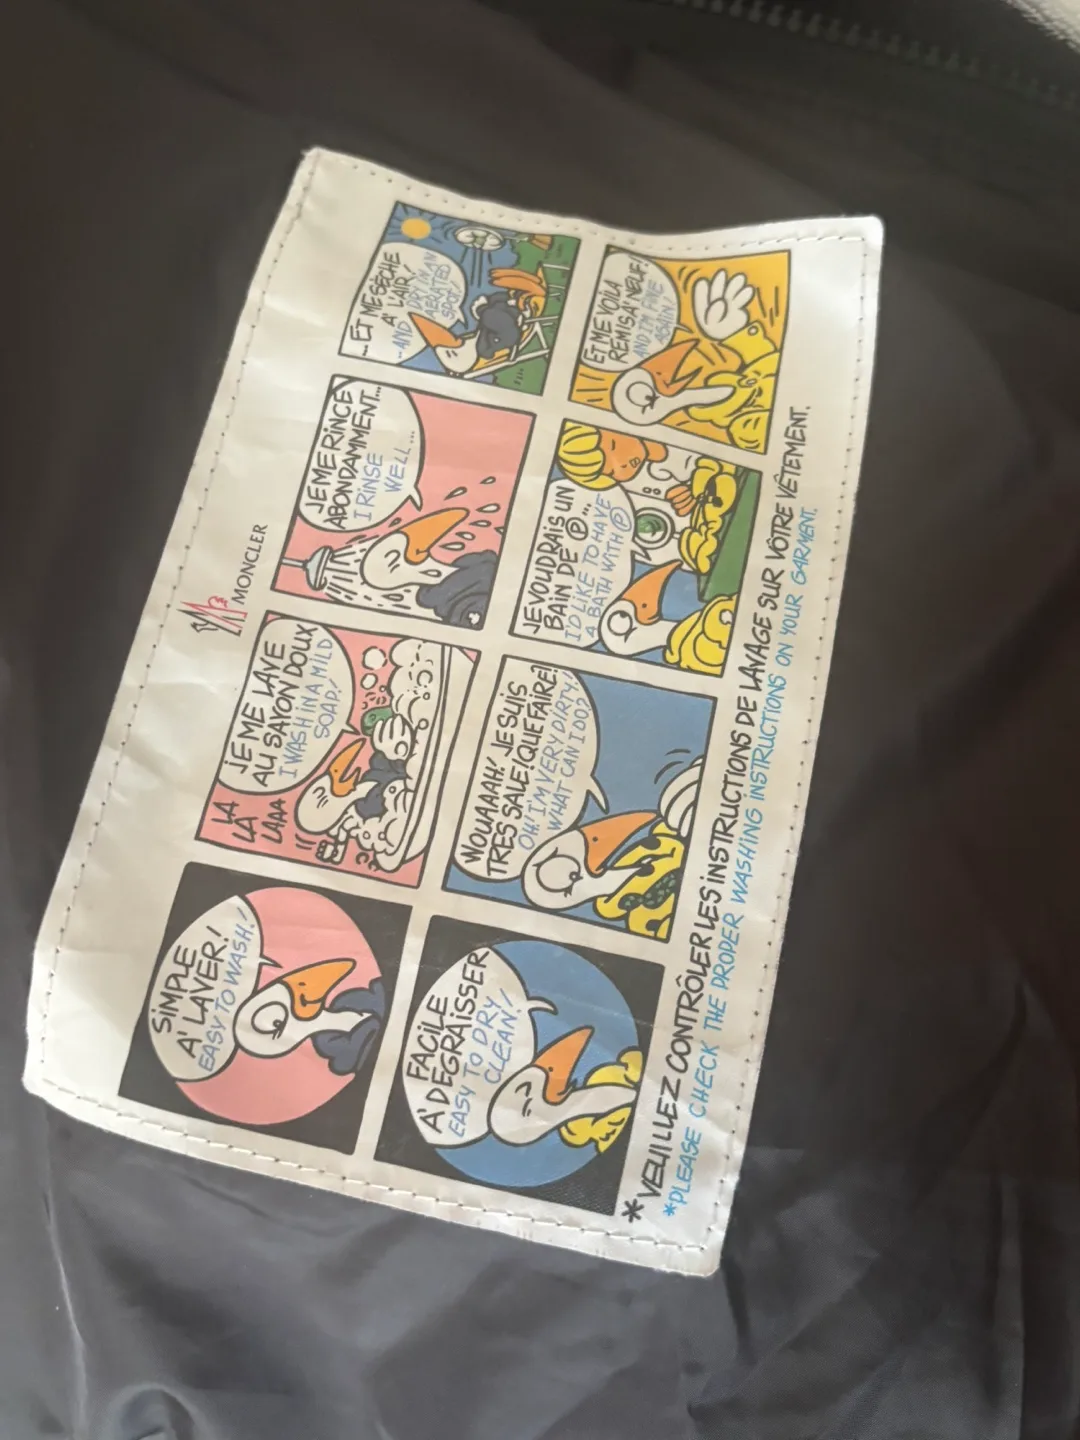 MONCLER
SIMPLE
A' LAVER!
EASY TO WASH!
JE ME LAVE
AU SAVON DOUX
I WASH IN A MILD
SOAP!
LA
LA
LAAA
JE ME RINCE
ABONDAMMENT...
I RINSE
WELL...
...ET ME SÈCHE
A' L'AIR!
...AND DRY IN AN
AERATED
SPOT
FACILE
A' DEGRAISSER
EASY TO DRY
CLEAN!
WOUAAAH! JE SUIS
TRES SALE! QUE FAIRE?
OH! I'M VERY DIRTY!
WHAT CAN I DO?
JE VOUDRAIS UN
BAIN DE Ⓟ...
I'D LIKE TO HAVE
A BATH WITH Ⓟ
ET ME VOILA
REMIS A' NEUF!
AND I'M FINE
AGAIN!
*VEUILLEZ CONTRÔLER LES INSTRUCTIONS DE LAVAGE SUR VÔTRE VÊTEMENT.
*PLEASE CHECK THE PROPER WASHING INSTRUCTIONS ON YOUR GARMENT.